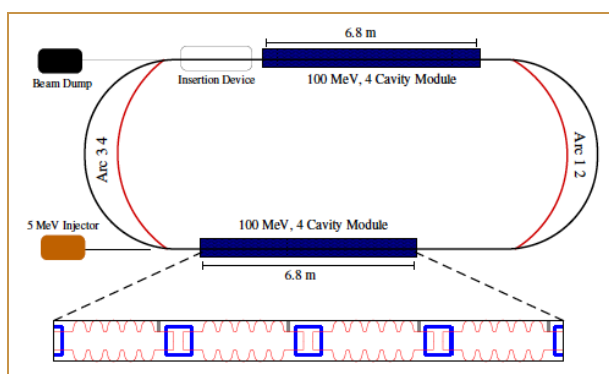 6.8 m
Beam Dump
Insertion Device
100 MeV, 4 Cavity Module
Arc 3 4
Arc 1 2
5 MeV Injector
100 MeV, 4 Cavity Module
6.8 m